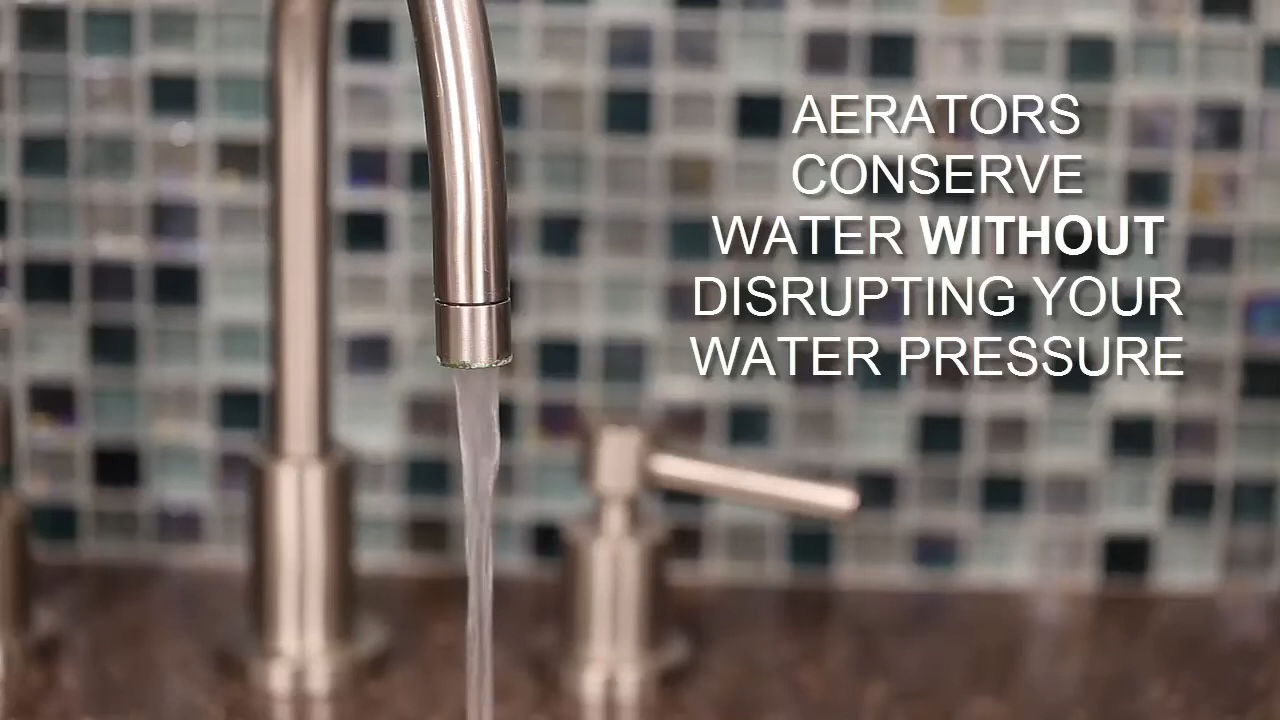 AERATORS
CONSERVE
WATER WITHOUT
DISRUPTING YOUR
WATER PRESSURE